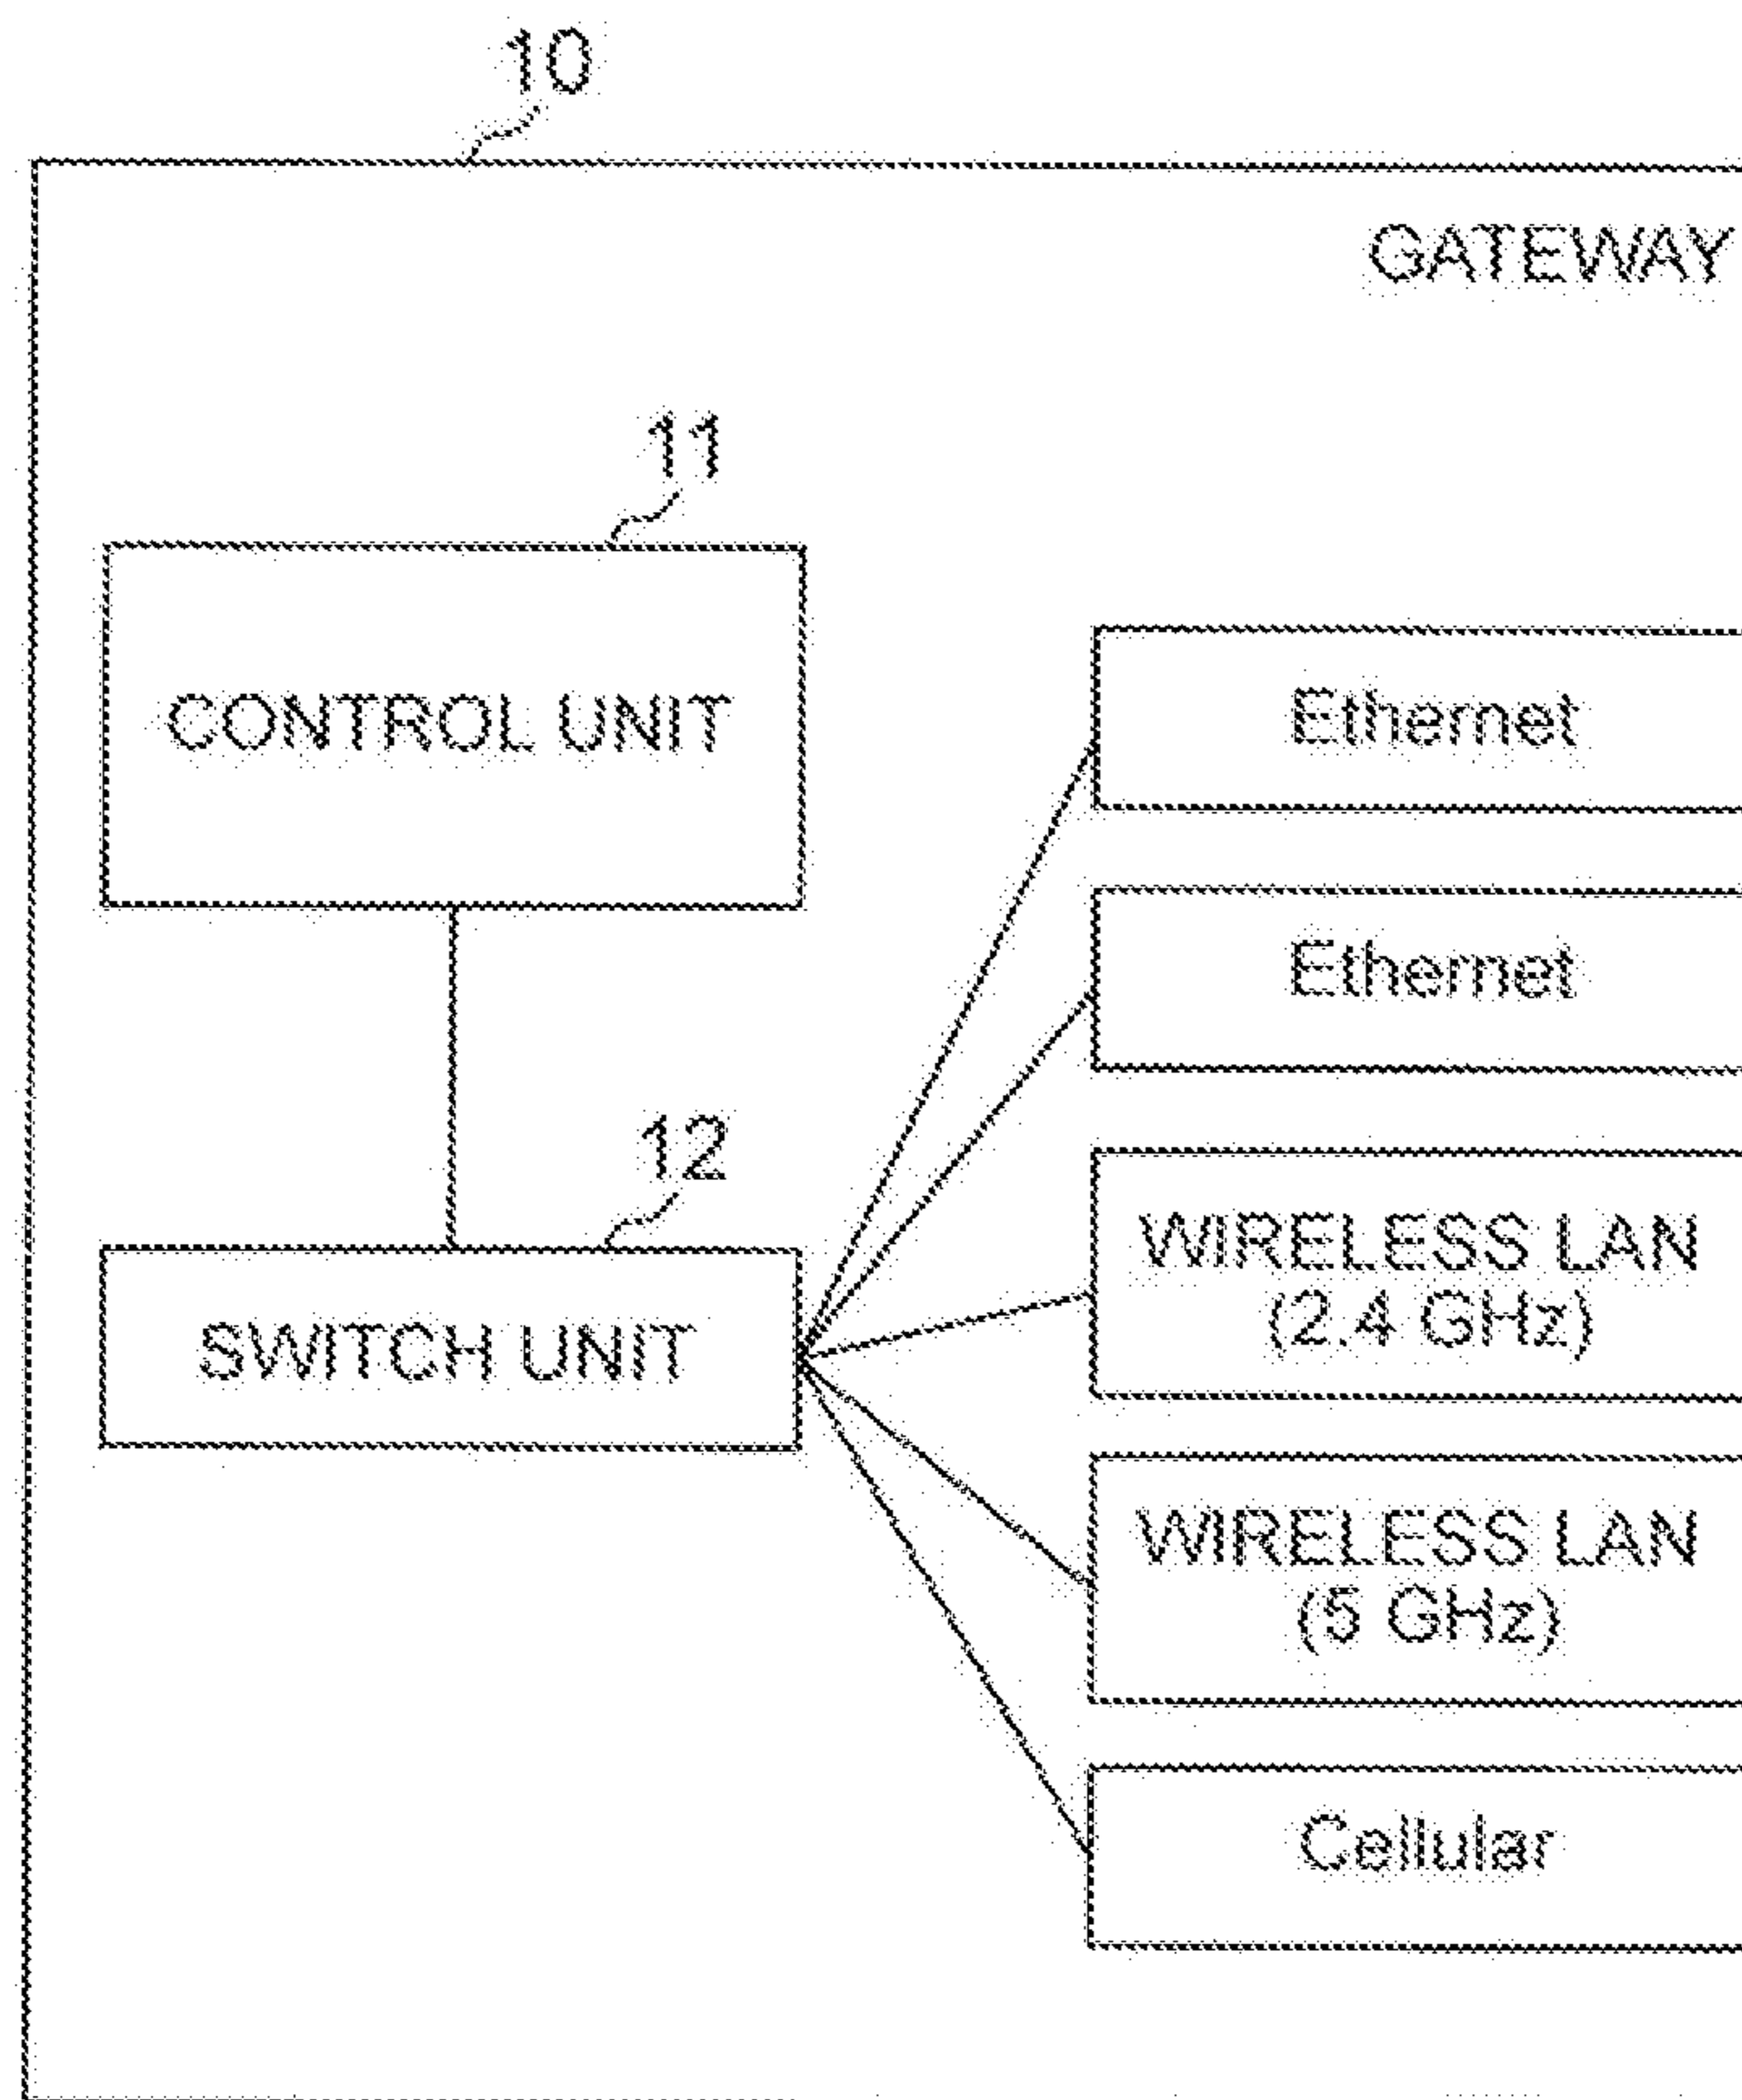 10
GATEWAY
11
CONTROL UNIT
Ethernet
Ethernet
12
WIRELESS LAN
(2.4 GHz)
SWITCH UNIT
WIRELESS LAN
(5 GHz)
Cellular